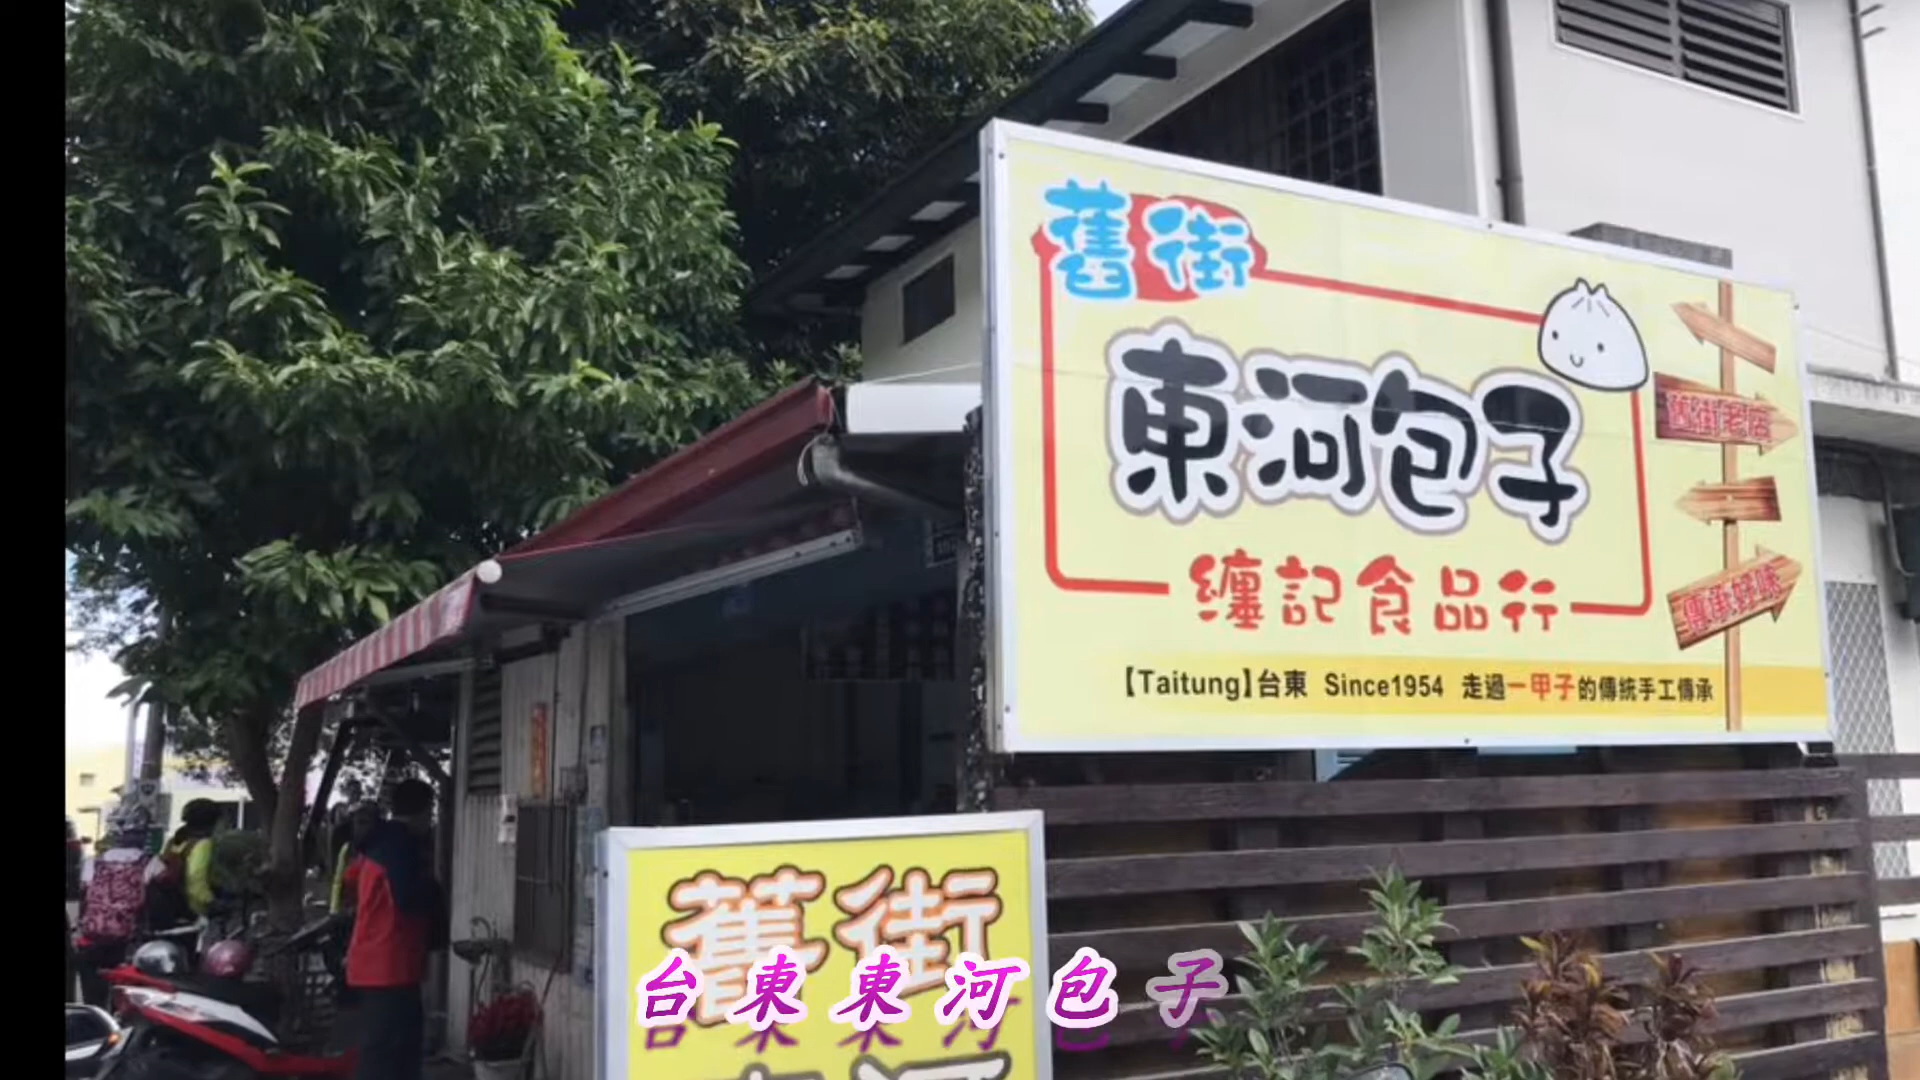 舊街
東河包子
纏記食品行
【Taitung】台東 Since1954 走過一甲子的傳統手工傳承
舊街老店
傳承好味
舊街
台東東河包子